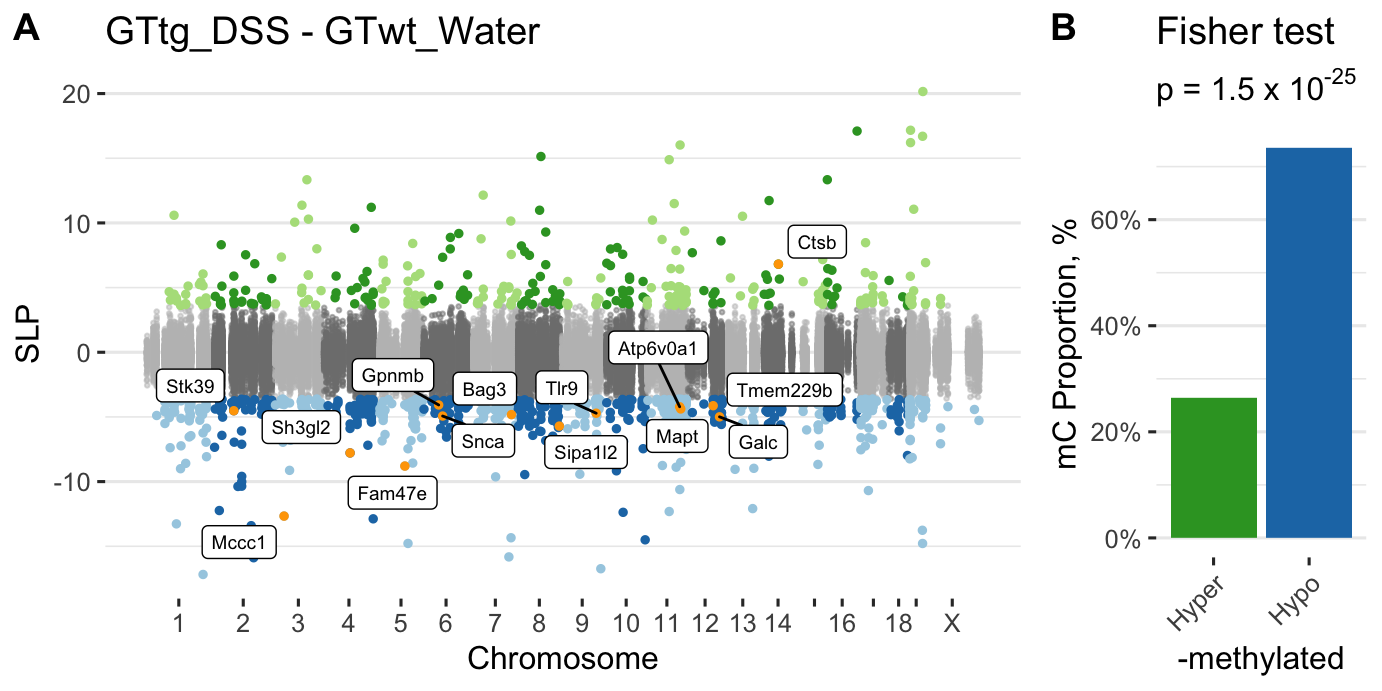 A
GTtg_DSS - GTwt_Water
SLP
20
10
0
-10
Ctsb
Atp6v0a1
Stk39
Gpnmb
Bag3
Tlr9
Tmem229b
Sh3gl2
Snca
Sipa1l2
Mapt
Galc
Fam47e
Mccc1
1 2 3 4 5 6 7 8 9 10 11 12 13 14 16 18 X
Chromosome
B
Fisher test
p = 1.5 x 10^-25
mC Proportion, %
60%
40%
20%
0%
Hyper
Hypo
-methylated